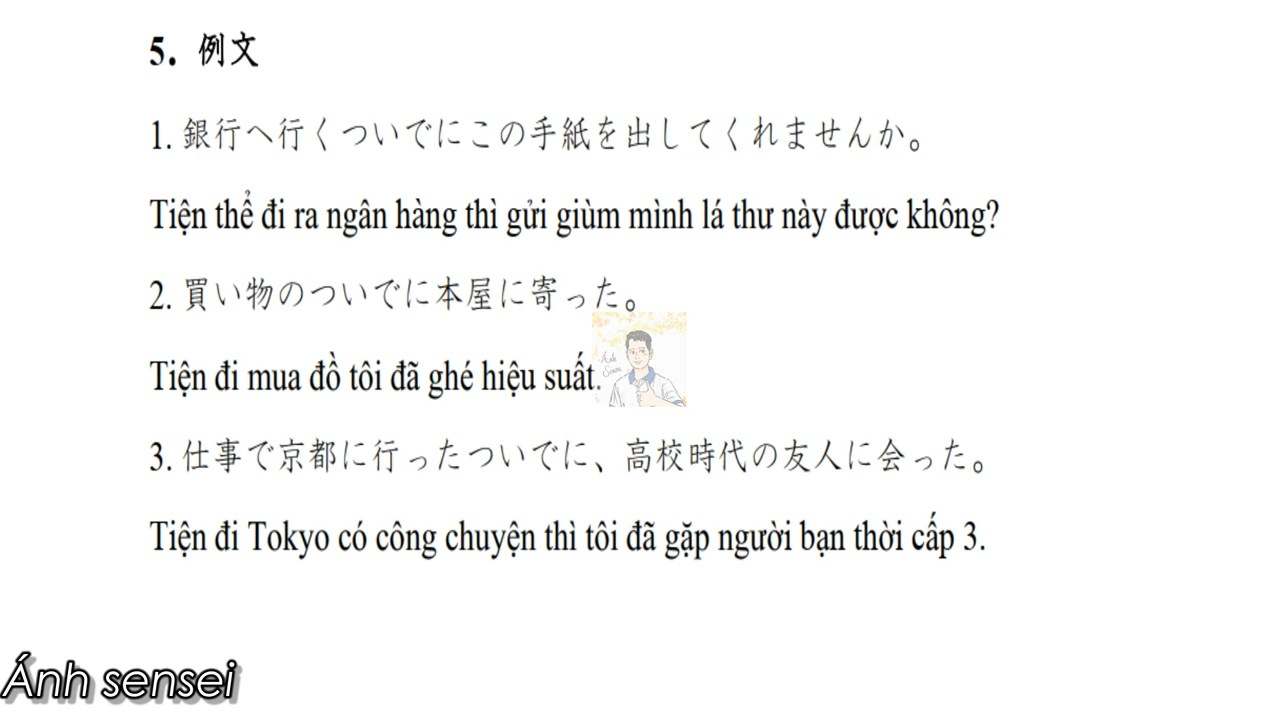 5. 例文
1. 銀行へ行くついでにこの手紙を出してくれませんか。
Tiện thể đi ra ngân hàng thì gửi giùm mình lá thư này được không?
2. 買い物のついでに本屋に寄った。
Tiện đi mua đồ tôi đã ghé hiệu suất.
Ánh
Sensei
3. 仕事で京都に行ったついでに、高校時代の友人に会った。
Tiện đi Tokyo có công chuyện thì tôi đã gặp người bạn thời cấp 3.
Ánh sensei